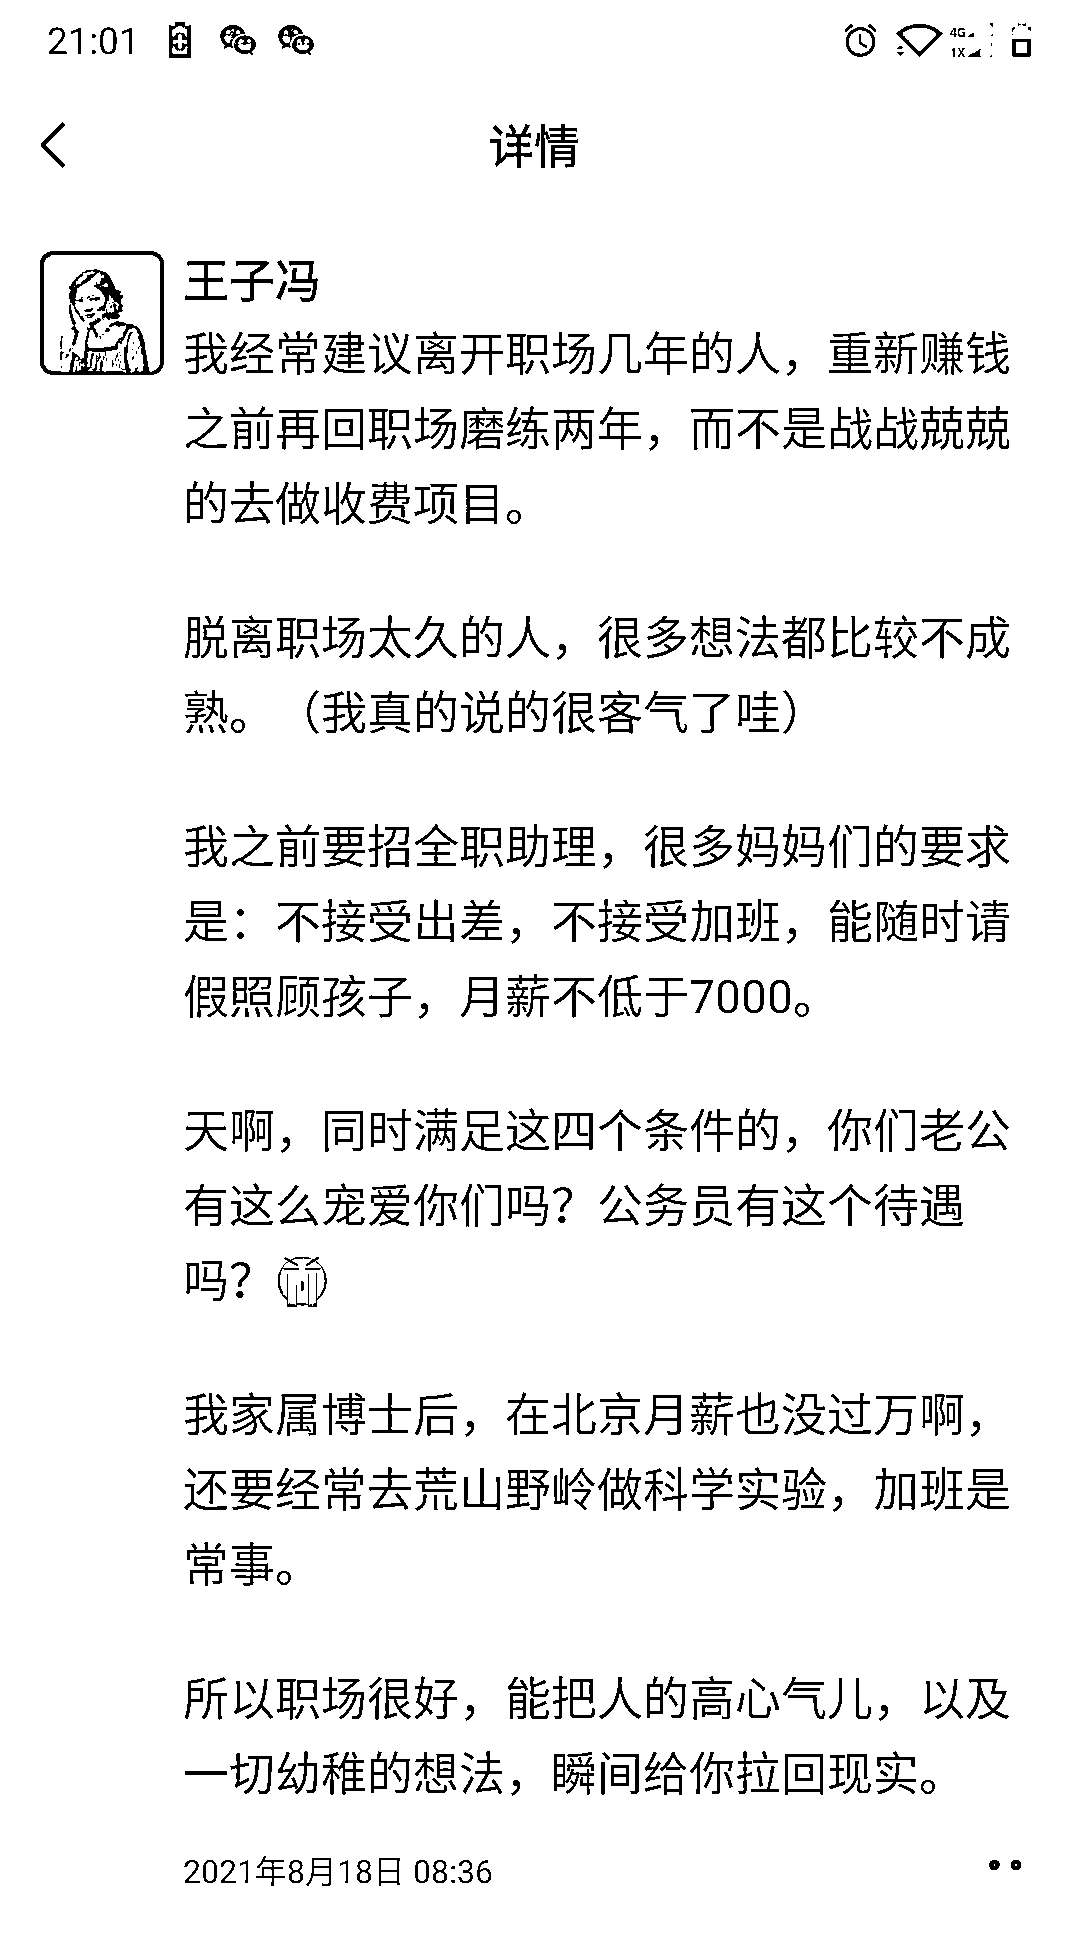 21:01
4G
1X
详情
王子冯
我经常建议离开职场几年的人，重新赚钱
之前再回职场磨练两年，而不是战战兢兢
的去做收费项目。
脱离职场太久的人，很多想法都比较不成
熟。（我真的说的很客气了哇）
我之前要招全职助理，很多妈妈们的要求
是：不接受出差，不接受加班，能随时请
假照顾孩子，月薪不低于7000。
天啊，同时满足这四个条件的，你们老公
有这么宠爱你们吗？公务员有这个待遇
吗？
我家属博士后，在北京月薪也没过万啊，
还要经常去荒山野岭做科学实验，加班是
常事。
所以职场很好，能把人的高心气儿，以及
一切幼稚的想法，瞬间给你拉回现实。
2021年8月18日 08:36